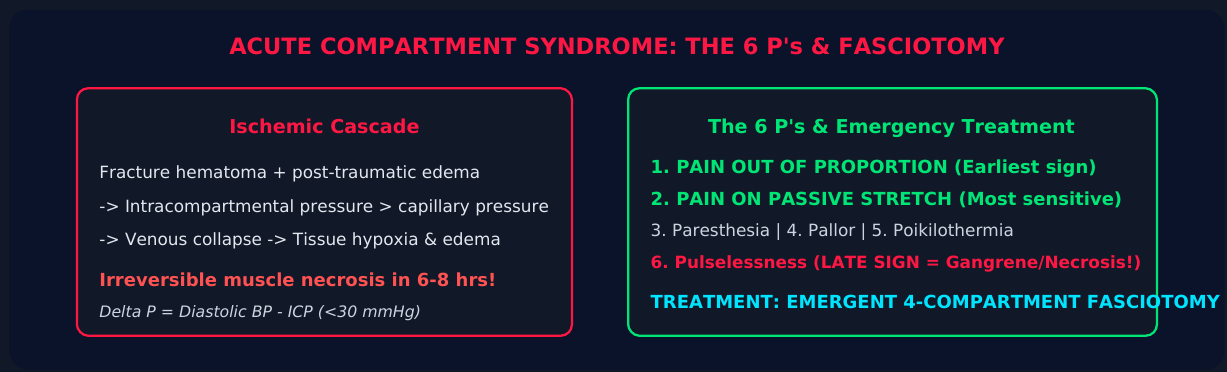 ACUTE COMPARTMENT SYNDROME: THE 6 P's & FASCIOTOMY
Ischemic Cascade
Fracture hematoma + post-traumatic edema
-> Intracompartmental pressure > capillary pressure
-> Venous collapse -> Tissue hypoxia & edema
Irreversible muscle necrosis in 6-8 hrs!
Delta P = Diastolic BP - ICP (<30 mmHg)
The 6 P's & Emergency Treatment
1. PAIN OUT OF PROPORTION (Earliest sign)
2. PAIN ON PASSIVE STRETCH (Most sensitive)
3. Paresthesia | 4. Pallor | 5. Poikilothermia
6. Pulselessness (LATE SIGN = Gangrene/Necrosis!)
TREATMENT: EMERGENT 4-COMPARTMENT FASCIOTOMY